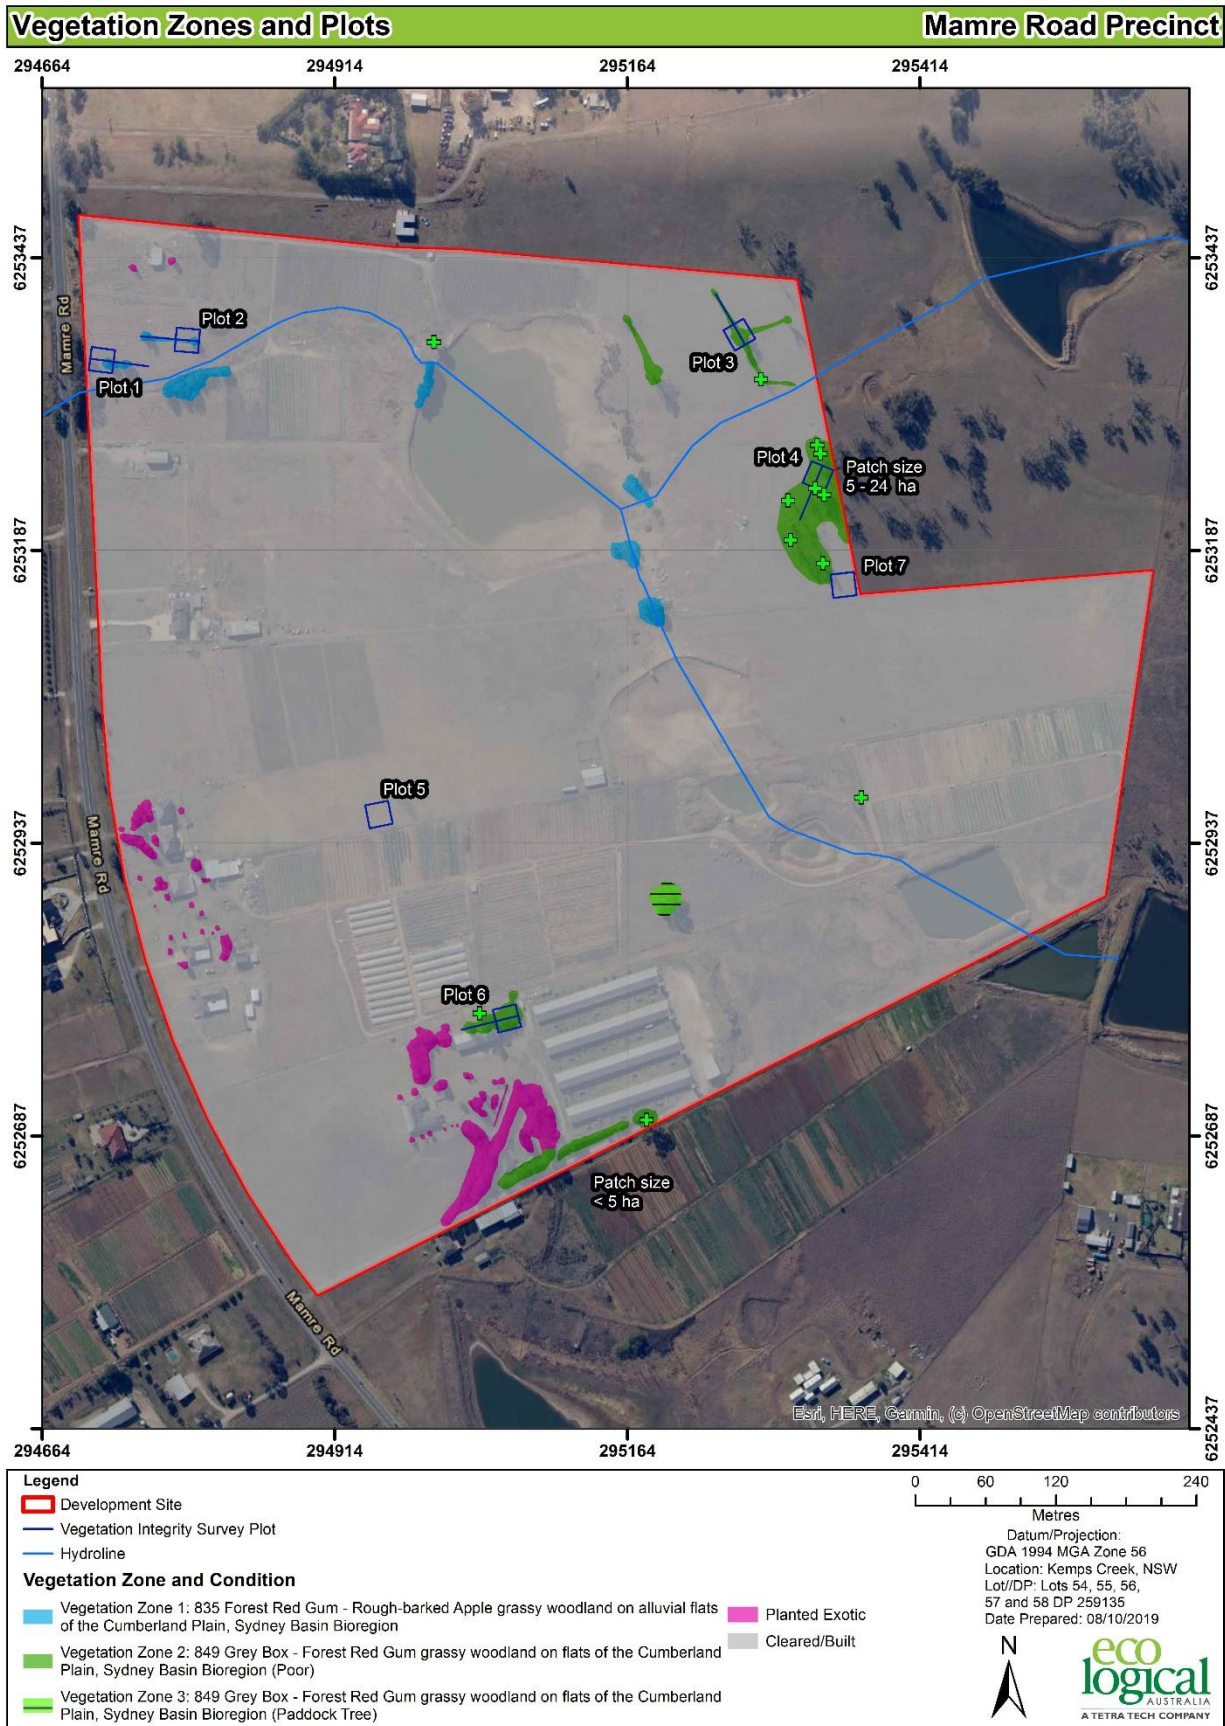 Vegetation Zones and Plots
Mamre Road Precinct
294664
294914
295164
295414
6253437
6253437
Mamre Rd
Plot 2
Plot 1
Plot 3
Plot 4
Patch size
5 - 24 ha
6253187
6253187
Plot 7
Plot 5
6252937
6252937
Mamre Rd
Plot 6
6252687
6252687
Patch size
< 5 ha
Mamre Rd
Esri, HERE, Garmin, (c) OpenStreetMap contributors
6252437
294664
294914
295164
295414
Legend
Development Site
Vegetation Integrity Survey Plot
Hydroline
Vegetation Zone and Condition
Vegetation Zone 1: 835 Forest Red Gum - Rough-barked Apple grassy woodland on alluvial flats
of the Cumberland Plain, Sydney Basin Bioregion
Vegetation Zone 2: 849 Grey Box - Forest Red Gum grassy woodland on flats of the Cumberland
Plain, Sydney Basin Bioregion (Poor)
Vegetation Zone 3: 849 Grey Box - Forest Red Gum grassy woodland on flats of the Cumberland
Plain, Sydney Basin Bioregion (Paddock Tree)
Planted Exotic
Cleared/Built
0 60 120 240
Metres
Datum/Projection:
GDA 1994 MGA Zone 56
Location: Kemps Creek, NSW
Lot//DP: Lots 54, 55, 56,
57 and 58 DP 259135
Date Prepared: 08/10/2019
N
eco
logical
AUSTRALIA
A TETRA TECH COMPANY